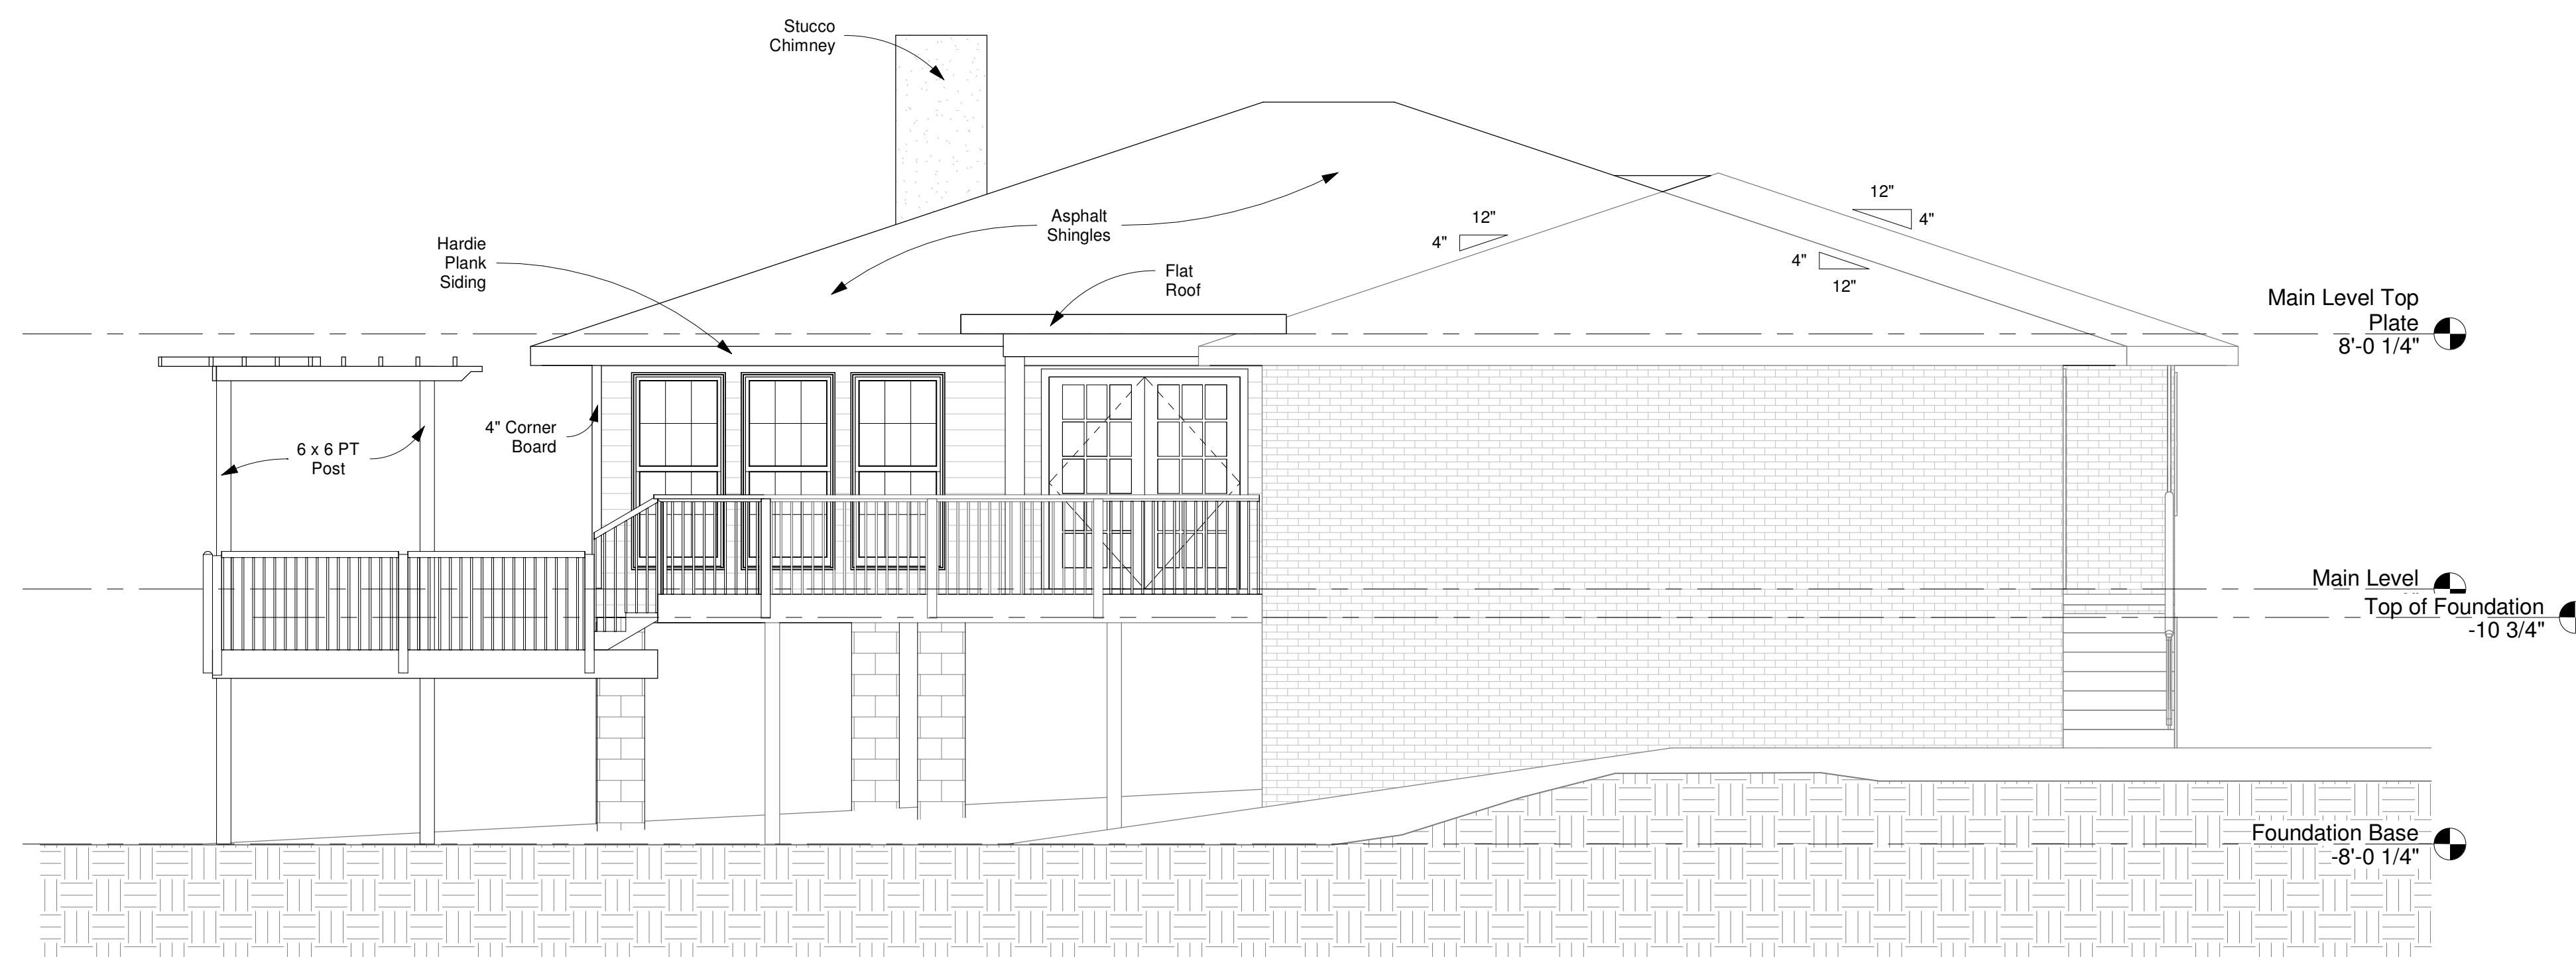 Stucco
Chimney
12"
4"
Asphalt
Shingles
12"
4"
Hardie
Plank
Siding
4"
12"
Flat
Roof
Main Level Top
Plate
8'-0 1/4"
4" Corner
Board
6 x 6 PT
Post
Main Level
Top of Foundation
-10 3/4"
Foundation Base
-8'-0 1/4"